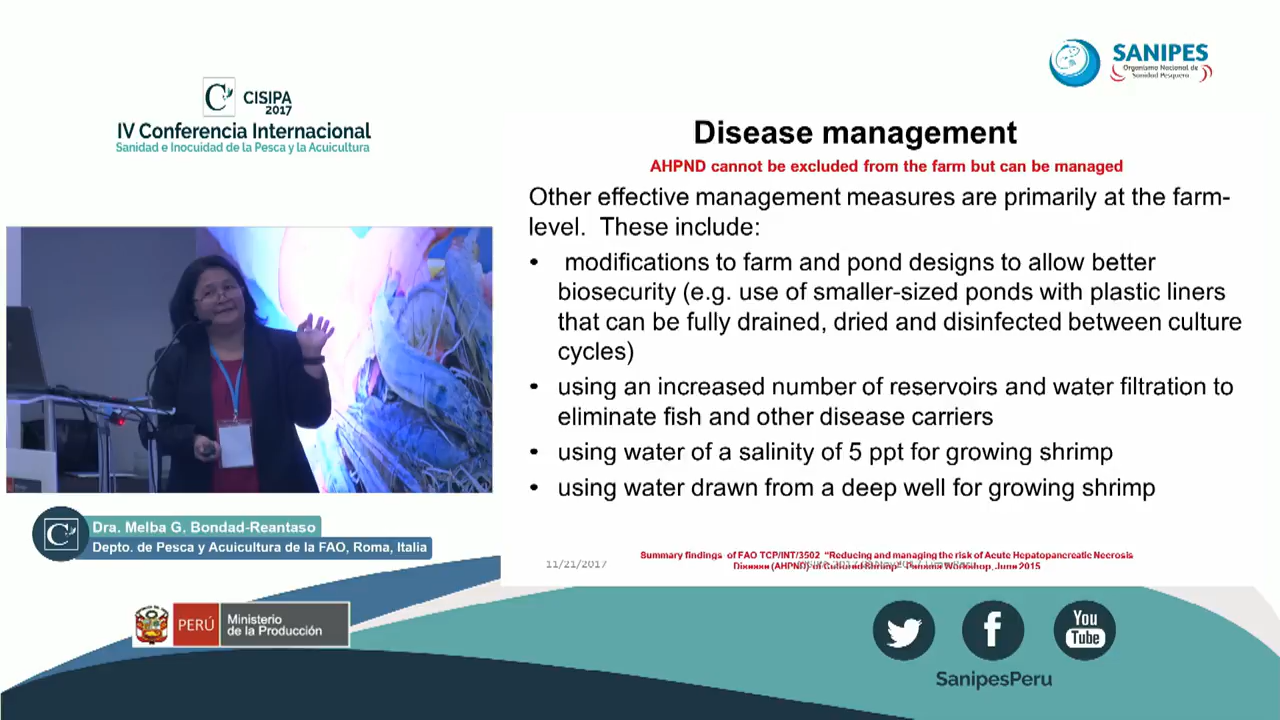 CISIPA
2017
IV Conferencia Internacional
Sanidad e Inocuidad de la Pesca y la Acuicultura
SANIPES
Organismo Nacional de
Sanidad Pesquera
Disease management
AHPND cannot be excluded from the farm but can be managed
Other effective management measures are primarily at the farm-
level. These include:
• modifications to farm and pond designs to allow better
biosecurity (e.g. use of smaller-sized ponds with plastic liners
that can be fully drained, dried and disinfected between culture
cycles)
• using an increased number of reservoirs and water filtration to
eliminate fish and other disease carriers
• using water of a salinity of 5 ppt for growing shrimp
• using water drawn from a deep well for growing shrimp
Summary findings of FAO TCP/INT/3502 "Reducing and managing the risk of Acute Hepatopancreatic Necrosis
Disease (AHPND) of Cultured Shrimp" Panama Workshop, June 2015
11/21/2017
Dra. Melba G. Bondad-Reantaso
Depto. de Pesca y Acuicultura de la FAO, Roma, Italia
PERÚ
Ministerio
de la Producción
You
Tube
SanipesPeru